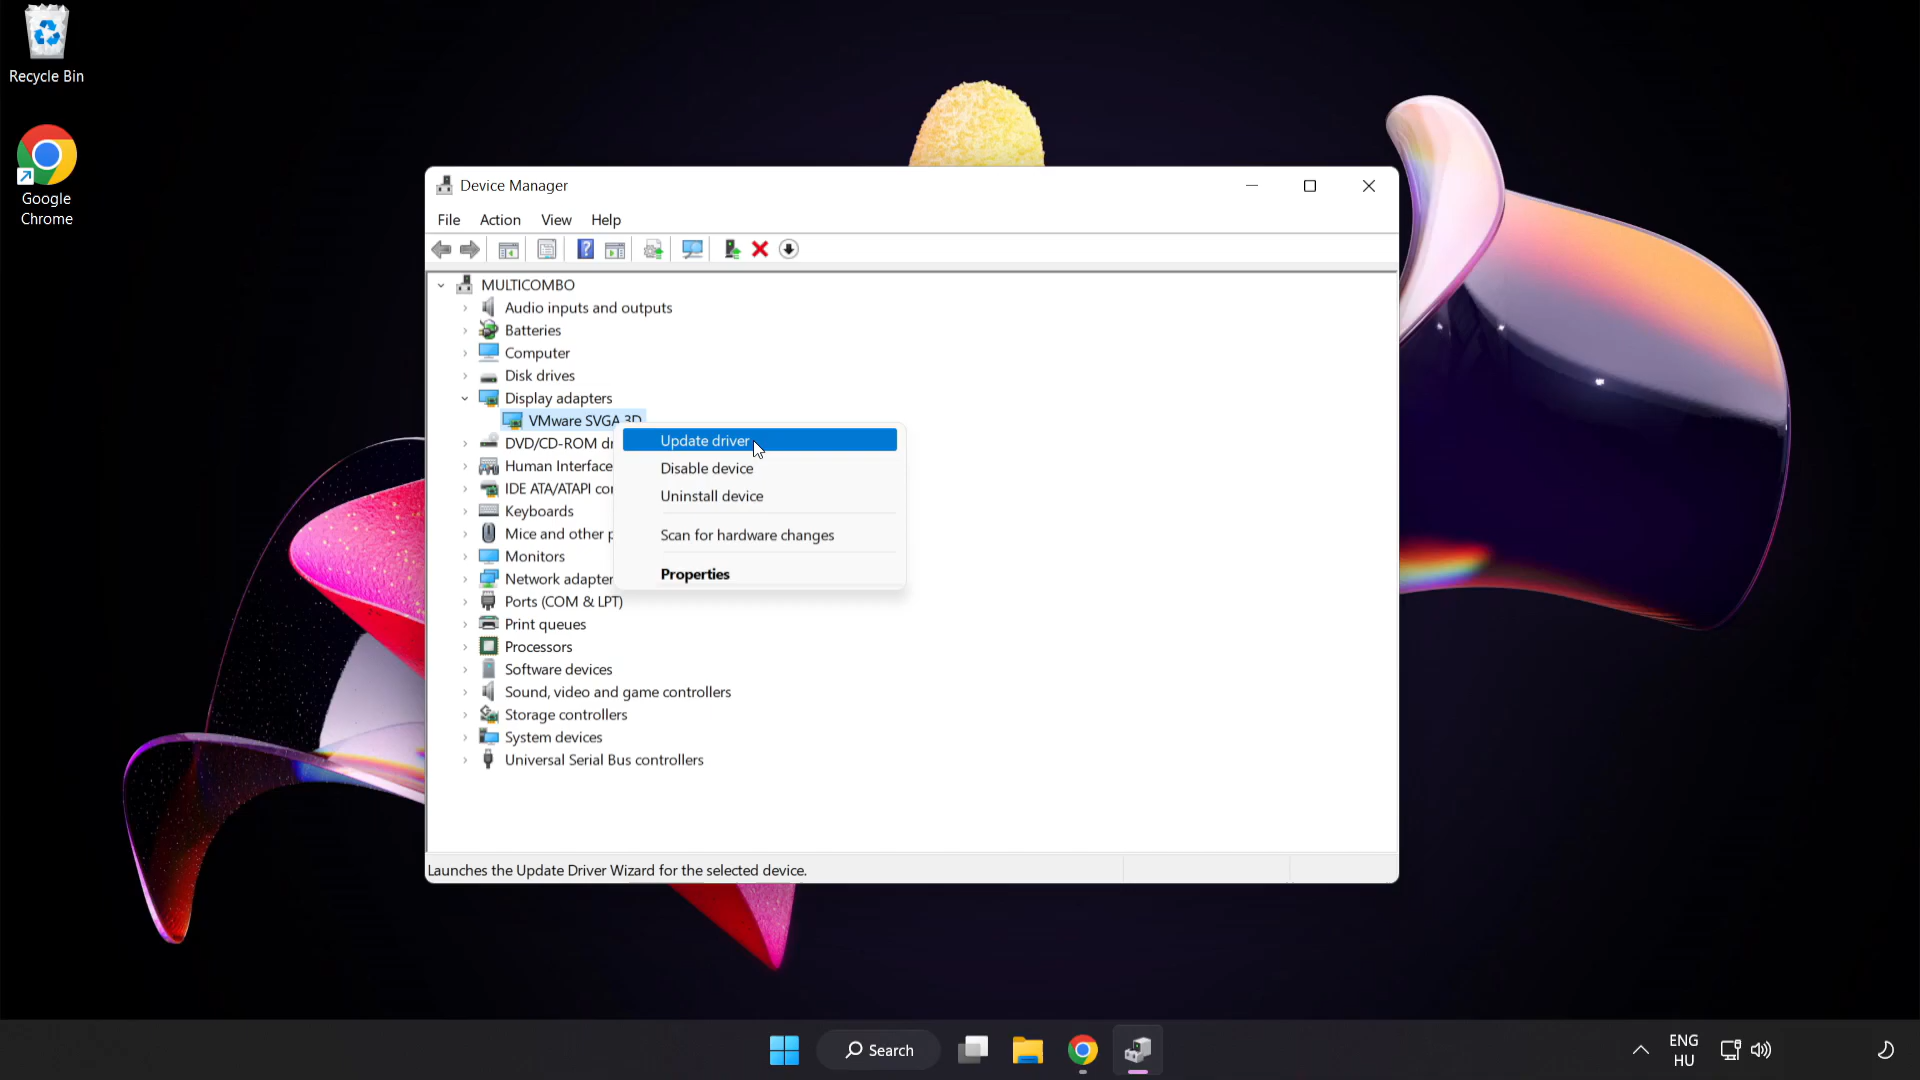 Recycle Bin
Google
Chrome
Device Manager
File Action View Help
MULTICOMBO
Audio inputs and outputs
Batteries
Computer
Disk drives
Display adapters
VMware SVGA 3D
DVD/CD-ROM dr
Human Interface
IDE ATA/ATAPI con
Keyboards
Mice and other p
Monitors
Network adapter
Ports (COM & LPT)
Print queues
Processors
Software devices
Sound, video and game controllers
Storage controllers
System devices
Universal Serial Bus controllers
Update driver
Disable device
Uninstall device
Scan for hardware changes
Properties
Launches the Update Driver Wizard for the selected device.
Search
ENG
HU